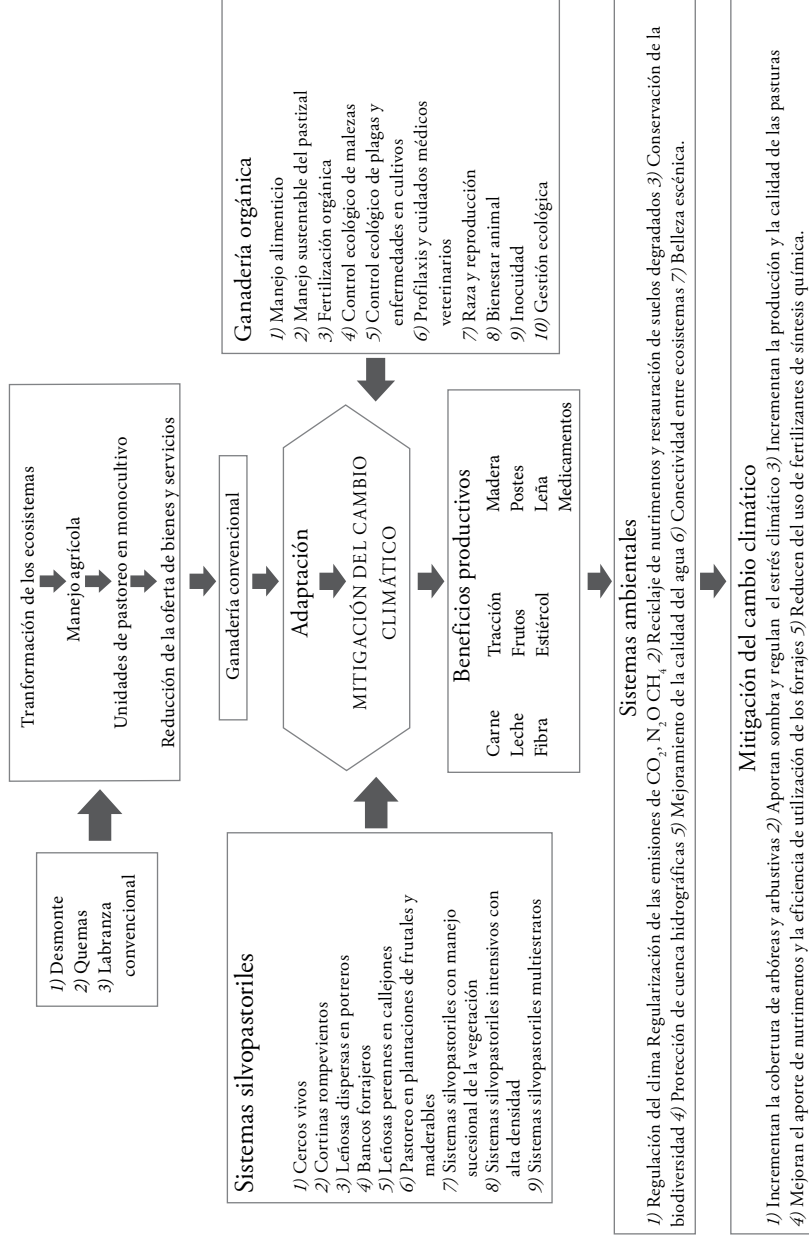 1) Desmonte
2) Quemas
3) Labranza
convencional
Tranformación de los ecosistemas
Manejo agrícola
Unidades de pastoreo en monocultivo
Reducción de la oferta de bienes y servicios
Ganadería convencional
Sistemas silvopastoriles
1) Cercos vivos
2) Cortinas rompevientos
3) Leñosas dispersas en potreros
4) Bancos forrajeros
5) Leñosas perennes en callejones
6) Pastoreo en plantaciones de frutales y
maderables
7) Sistemas silvopastoriles con manejo
sucesional de la vegetación
8) Sistemas silvopastoriles intensivos con
alta densidad
9) Sistemas silvopastoriles multiestratos
Adaptación
MITIGACIÓN DEL CAMBIO
CLIMÁTICO
Ganadería orgánica
1) Manejo alimenticio
2) Manejo sustentable del pastizal
3) Fertilización orgánica
4) Control ecológico de malezas
5) Control ecológico de plagas y
enfermedades en cultivos
6) Profilaxis y cuidados médicos
veterinarios
7) Raza y reproducción
8) Bienestar animal
9) Inocuidad
10) Gestión ecológica
Beneficios productivos
Carne Tracción Madera
Leche Frutos Postes
Fibra Estiércol Leña
Medicamentos
Sistemas ambientales
1) Regulación del clima Regularización de las emisiones de CO₂, N₂O CH₄ 2) Reciclaje de nutrimentos y restauración de suelos degradados 3) Conservación de la
biodiversidad 4) Protección de cuenca hidrográficas 5) Mejoramiento de la calidad del agua 6) Conectividad entre ecosistemas 7) Belleza escénica.
Mitigación del cambio climático
1) Incrementan la cobertura de arbóreas y arbustivas 2) Aportan sombra y regulan el estrés climático 3) Incrementan la producción y la calidad de las pasturas
4) Mejoran el aporte de nutrimentos y la eficiencia de utilización de los forrajes 5) Reducen del uso de fertilizantes de síntesis química.